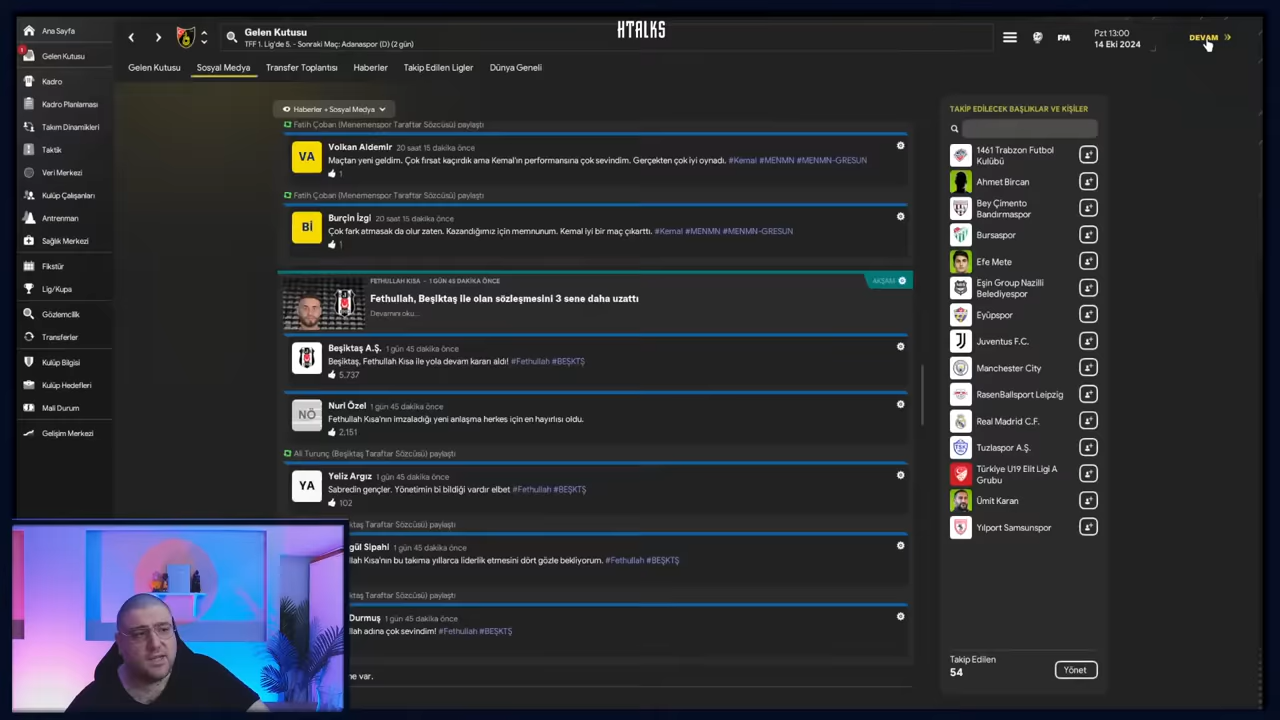 Ana Sayfa
1
Gelen Kutusu
Kadro
Kadro Planlaması
Takım Dinamikleri
Taktik
Veri Merkezi
Kulüp Çalışanları
Antrenman
Sağlık Merkezi
Fikstür
Lig/Kupa
Gözlemcilik
Transferler
Kulüp Bilgisi
Kulüp Hedefleri
Mali Durum
Gelişim Merkezi
Gelen Kutusu
TFF 1. Lig'de 5. - Sonraki Maç: Adanaspor (D) (2 gün)
HTALKS
FM
Pzt 13:00
14 Eki 2024
DEVAM
Gelen Kutusu
Sosyal Medya
Transfer Toplantısı
Haberler
Takip Edilen Ligler
Dünya Geneli
Haberler + Sosyal Medya
Fatih Çoban (Menemenspor Taraftar Sözcüsü) paylaştı
VA
Volkan Aldemir 20 saat 15 dakika önce
Maçtan yeni geldim. Çok fırsat kaçırdık ama Kemal'ın performansına çok sevindim. Gerçekten çok iyi oynadı. #Kemal #MENMN #MENMN-GRESUN
1
Fatih Çoban (Menemenspor Taraftar Sözcüsü) paylaştı
Bİ
Burçin İzgi 20 saat 15 dakika önce
Çok fark atmasak da olur zaten. Kazandığımız için memnunum. Kemal iyi bir maç çıkarttı. #Kemal #MENMN #MENMN-GRESUN
1
FETHULLAH KISA - 1 GÜN 45 DAKİKA ÖNCE
AKŞAM
Fethullah, Beşiktaş ile olan sözleşmesini 3 sene daha uzattı
Devamını oku...
Beşiktaş A.Ş. 1 gün 45 dakika önce
Beşiktaş, Fethullah Kısa ile yola devam kararı aldı! #Fethullah #BEŞKTŞ
5,737
NÖ
Nuri Özel 1 gün 45 dakika önce
Fethullah Kısa'nın imzaladığı yeni anlaşma herkes için en hayırlısı oldu.
2,151
Ali Turunç (Beşiktaş Taraftar Sözcüsü) paylaştı
YA
Yeliz Argız 1 gün 45 dakika önce
Sabredin gençler. Yönetimin bi bildiği vardır elbet #Fethullah #BEŞKTŞ
102
ktaş Taraftar Sözcüsü) paylaştı
gül Sipahi 1 gün 45 dakika önce
llah Kısa'nın bu takıma yıllarca liderlik etmesini dört gözle bekliyorum. #Fethullah #BEŞKTŞ
ktaş Taraftar Sözcüsü) paylaştı
Durmuş 1 gün 45 dakika önce
llah adına çok sevindim! #Fethullah #BEŞKTŞ
me var.
TAKİP EDİLECEK BAŞLIKLAR VE KİŞİLER
1461 Trabzon Futbol
Kulübü
Ahmet Bircan
Bey Çimento
Bandırmaspor
Bursaspor
Efe Mete
Eşin Group Nazilli
Belediyespor
Eyüpspor
Juventus F.C.
Manchester City
RasenBallsport Leipzig
Real Madrid C.F.
Tuzlaspor A.Ş.
Türkiye U19 Elit Ligi A
Grubu
Ümit Karan
Yılport Samsunspor
Takip Edilen
54
Yönet